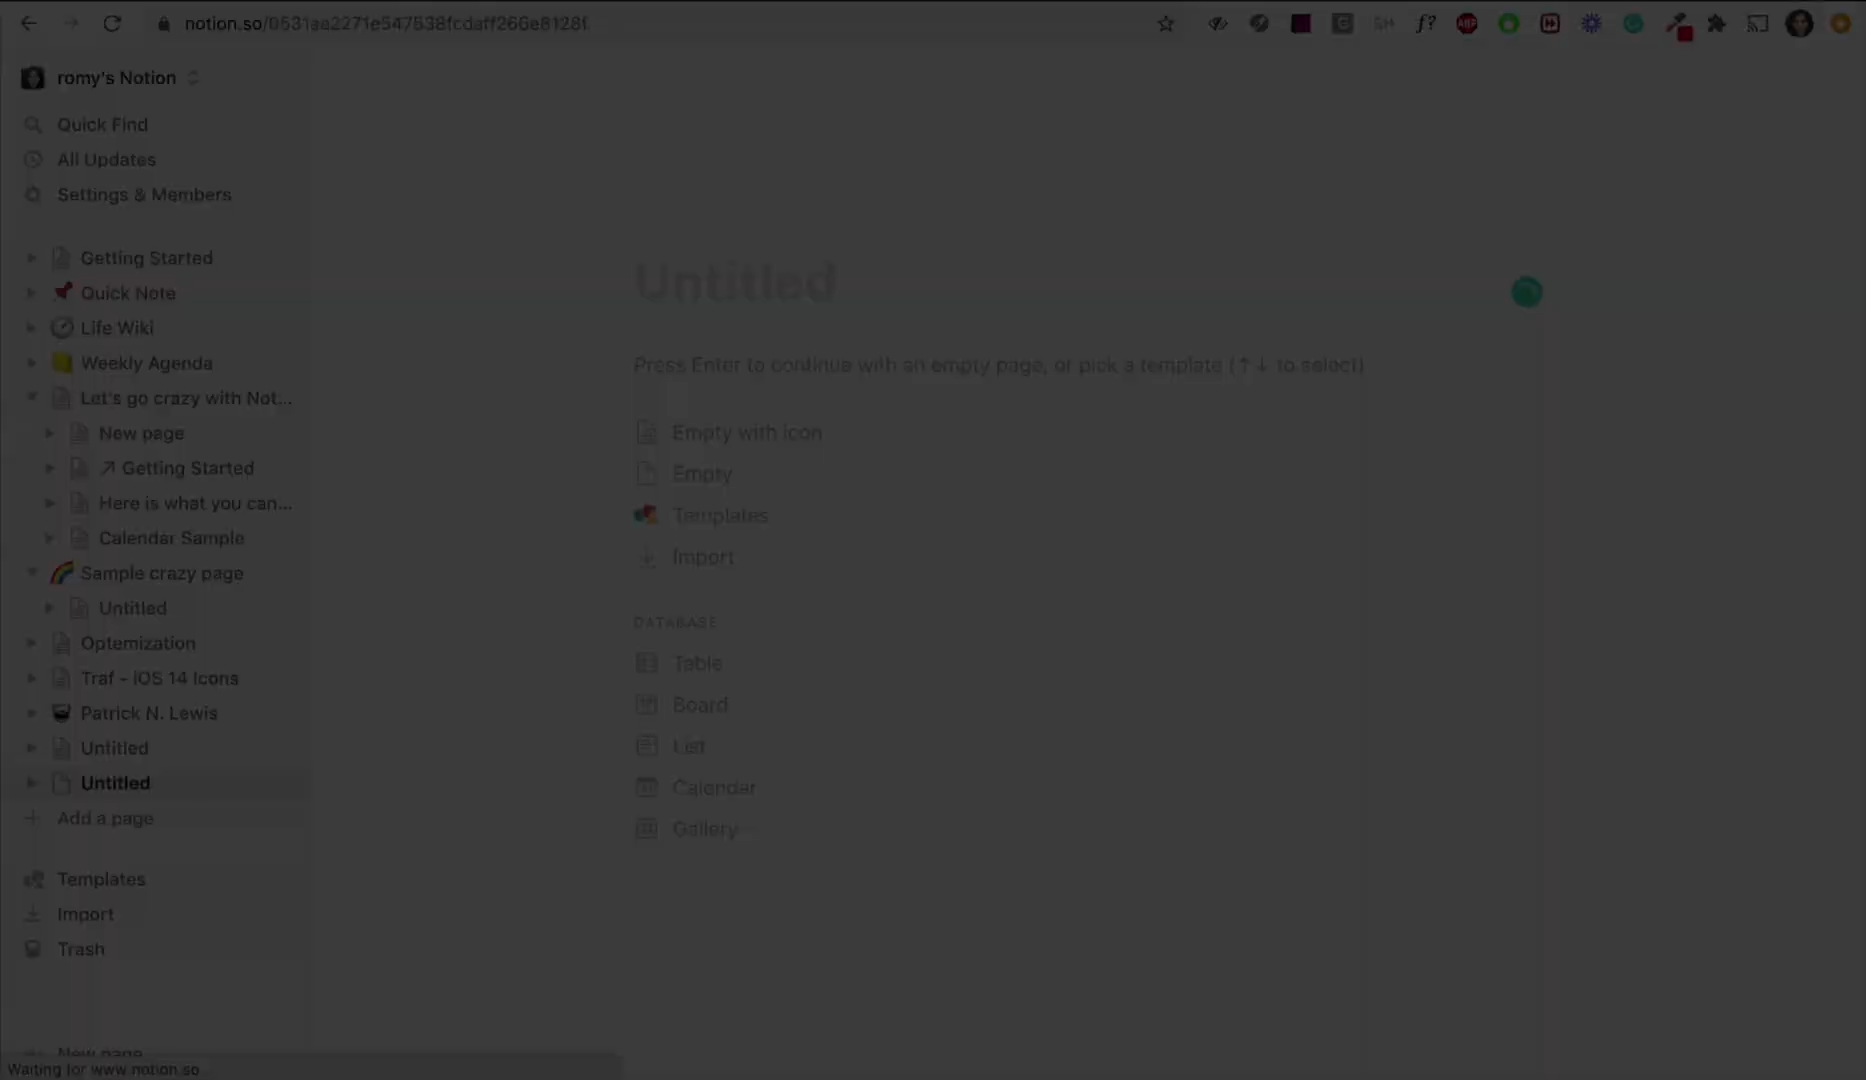 notion.so/0531ee2271e547538fcdaff266e8128f
romy's Notion
Quick Find
All Updates
Settings & Members
Getting Started
Quick Note
Life Wiki
Weekly Agenda
Let's go crazy with Not...
New page
↗ Getting Started
Here is what you can...
Calendar Sample
Sample crazy page
Untitled
Optemization
Traf - iOS 14 Icons
Patrick N. Lewis
Untitled
Untitled
Add a page
Templates
Import
Trash
New page
Waiting for www.notion.so...
Untitled
Press Enter to continue with an empty page, or pick a template (↑↓ to select)
Empty with icon
Empty
Templates
Import
DATABASE
Table
Board
List
Calendar
Gallery
f?
ABP